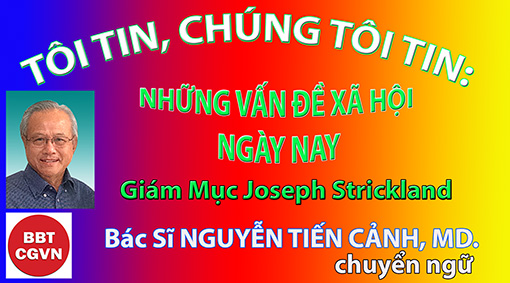 TÔI TIN, CHÚNG TÔI TIN:
NHỮNG VẤN ĐỀ XÃ HỘI
NGÀY NAY
Giám Mục Joseph Strickland
BBT
CGVN
Bác Sĩ NGUYỄN TIẾN CẢNH, MD.
chuyển ngữ